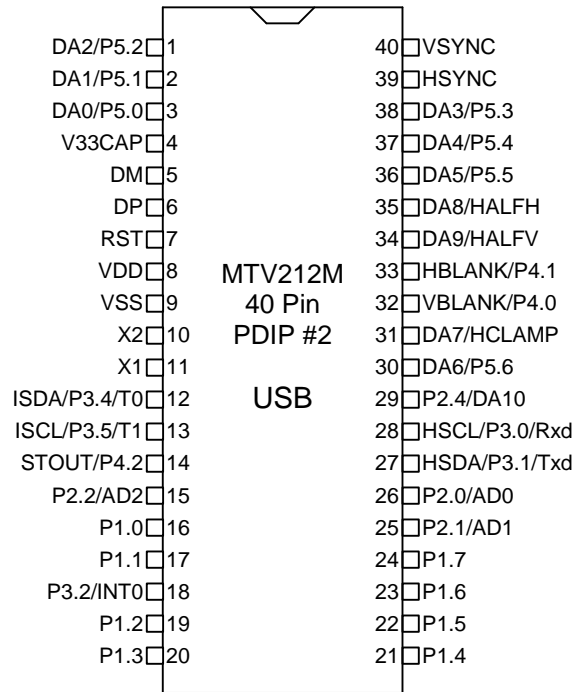 DA2/P5.2 1 40 VSYNC
DA1/P5.1 2 39 HSYNC
DA0/P5.0 3 38 DA3/P5.3
V33CAP 4 37 DA4/P5.4
DM 5 36 DA5/P5.5
DP 6 35 DA8/HALFH
RST 7 34 DA9/HALFV
VDD 8 MTV212M 33 HBLANK/P4.1
VSS 9 40 Pin 32 VBLANK/P4.0
X2 10 PDIP #2 31 DA7/HCLAMP
X1 11 30 DA6/P5.6
ISDA/P3.4/T0 12 USB 29 P2.4/DA10
ISCL/P3.5/T1 13 28 HSCL/P3.0/Rxd
STOUT/P4.2 14 27 HSDA/P3.1/Txd
P2.2/AD2 15 26 P2.0/AD0
P1.0 16 25 P2.1/AD1
P1.1 17 24 P1.7
P3.2/INT0 18 23 P1.6
P1.2 19 22 P1.5
P1.3 20 21 P1.4